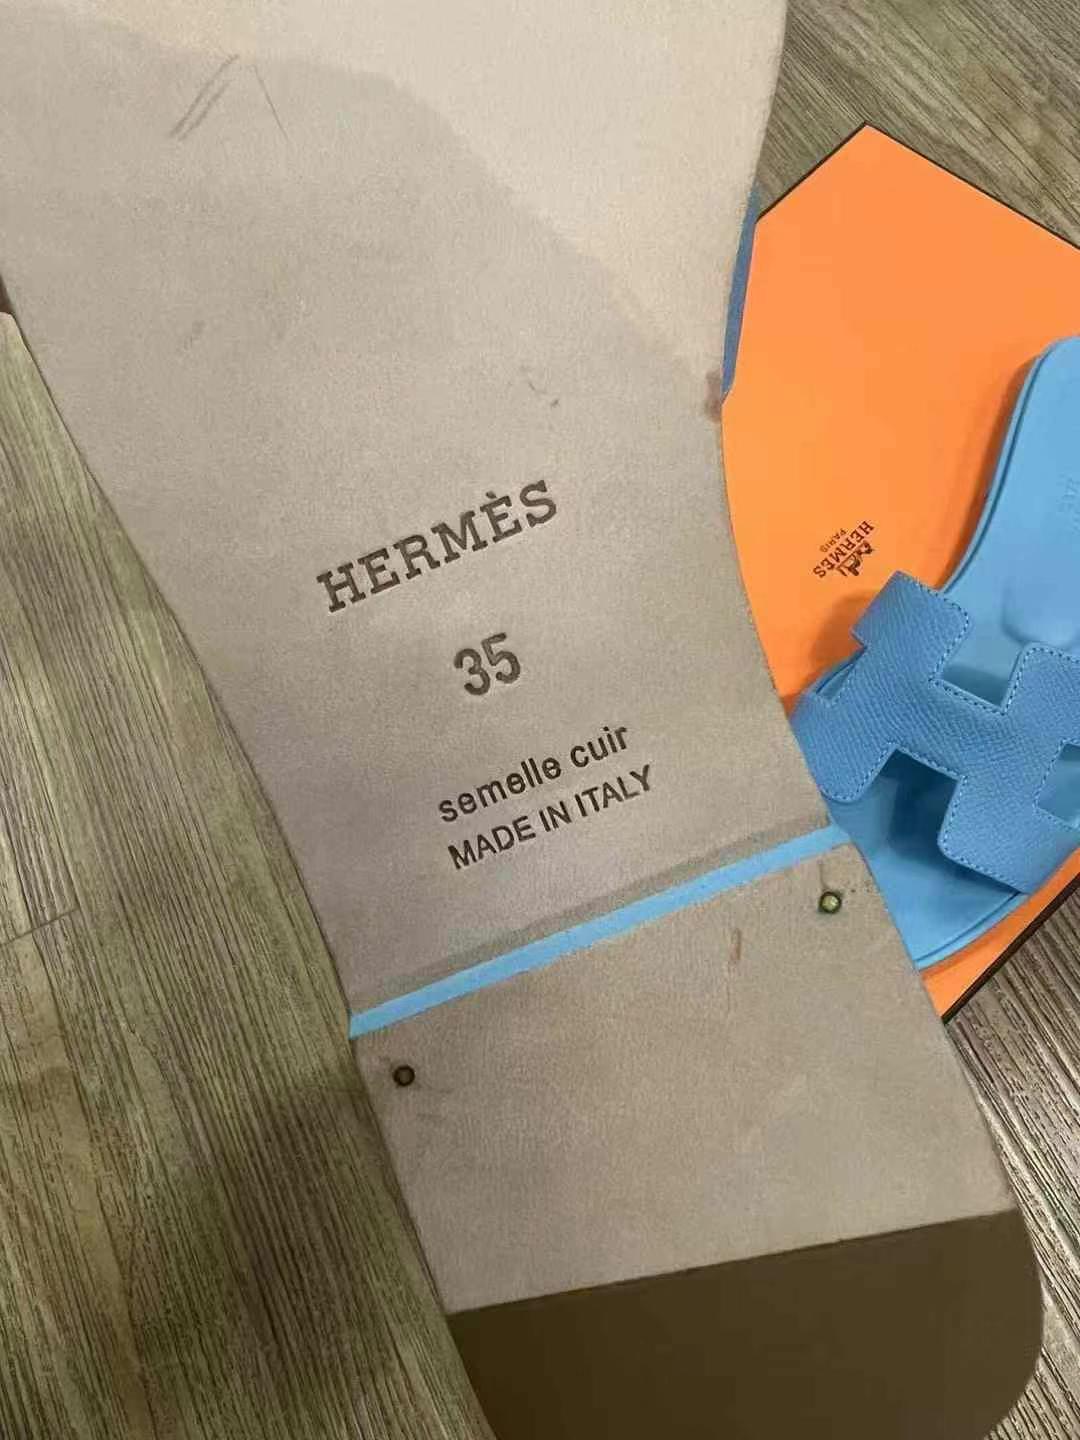 HERMÈS
35
semelle cuir
MADE IN ITALY
HERMÈS
PARIS